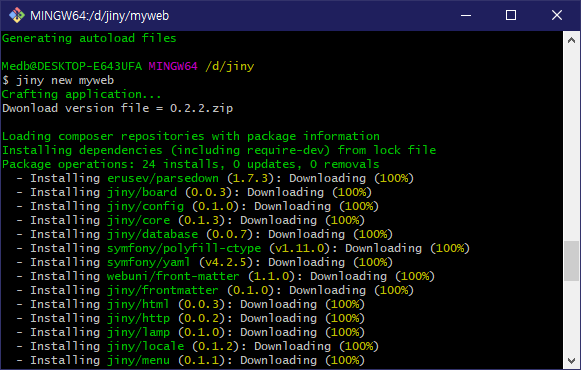 MINGW64:/d/jiny/myweb
Generating autoload files
Medb@DESKTOP-E643UFA MINGW64 /d/jiny
$ jiny new myweb
Crafting application...
Dwonload version file = 0.2.2.zip
Loading composer repositories with package information
Installing dependencies (including require-dev) from lock file
Package operations: 24 installs, 0 updates, 0 removals
- Installing erusev/parsedown (1.7.3): Downloading (100%)
- Installing jiny/board (0.0.3): Downloading (100%)
- Installing jiny/config (0.1.0): Downloading (100%)
- Installing jiny/core (0.1.3): Downloading (100%)
- Installing jiny/database (0.0.7): Downloading (100%)
- Installing symfony/polyfill-ctype (v1.11.0): Downloading (100%)
- Installing symfony/yaml (v4.2.5): Downloading (100%)
- Installing webuni/front-matter (1.1.0): Downloading (100%)
- Installing jiny/frontmatter(0.1.0): Downloading (100%)
- Installing jiny/html (0.0.3): Downloading (100%)
- Installing jiny/http (0.0.2): Downloading (100%)
- Installing jiny/lamp (0.1.0): Downloading (100%)
- Installing jiny/locale (0.1.2): Downloading (100%)
- Installing jiny/menu (0.1.1): Downloading (100%)